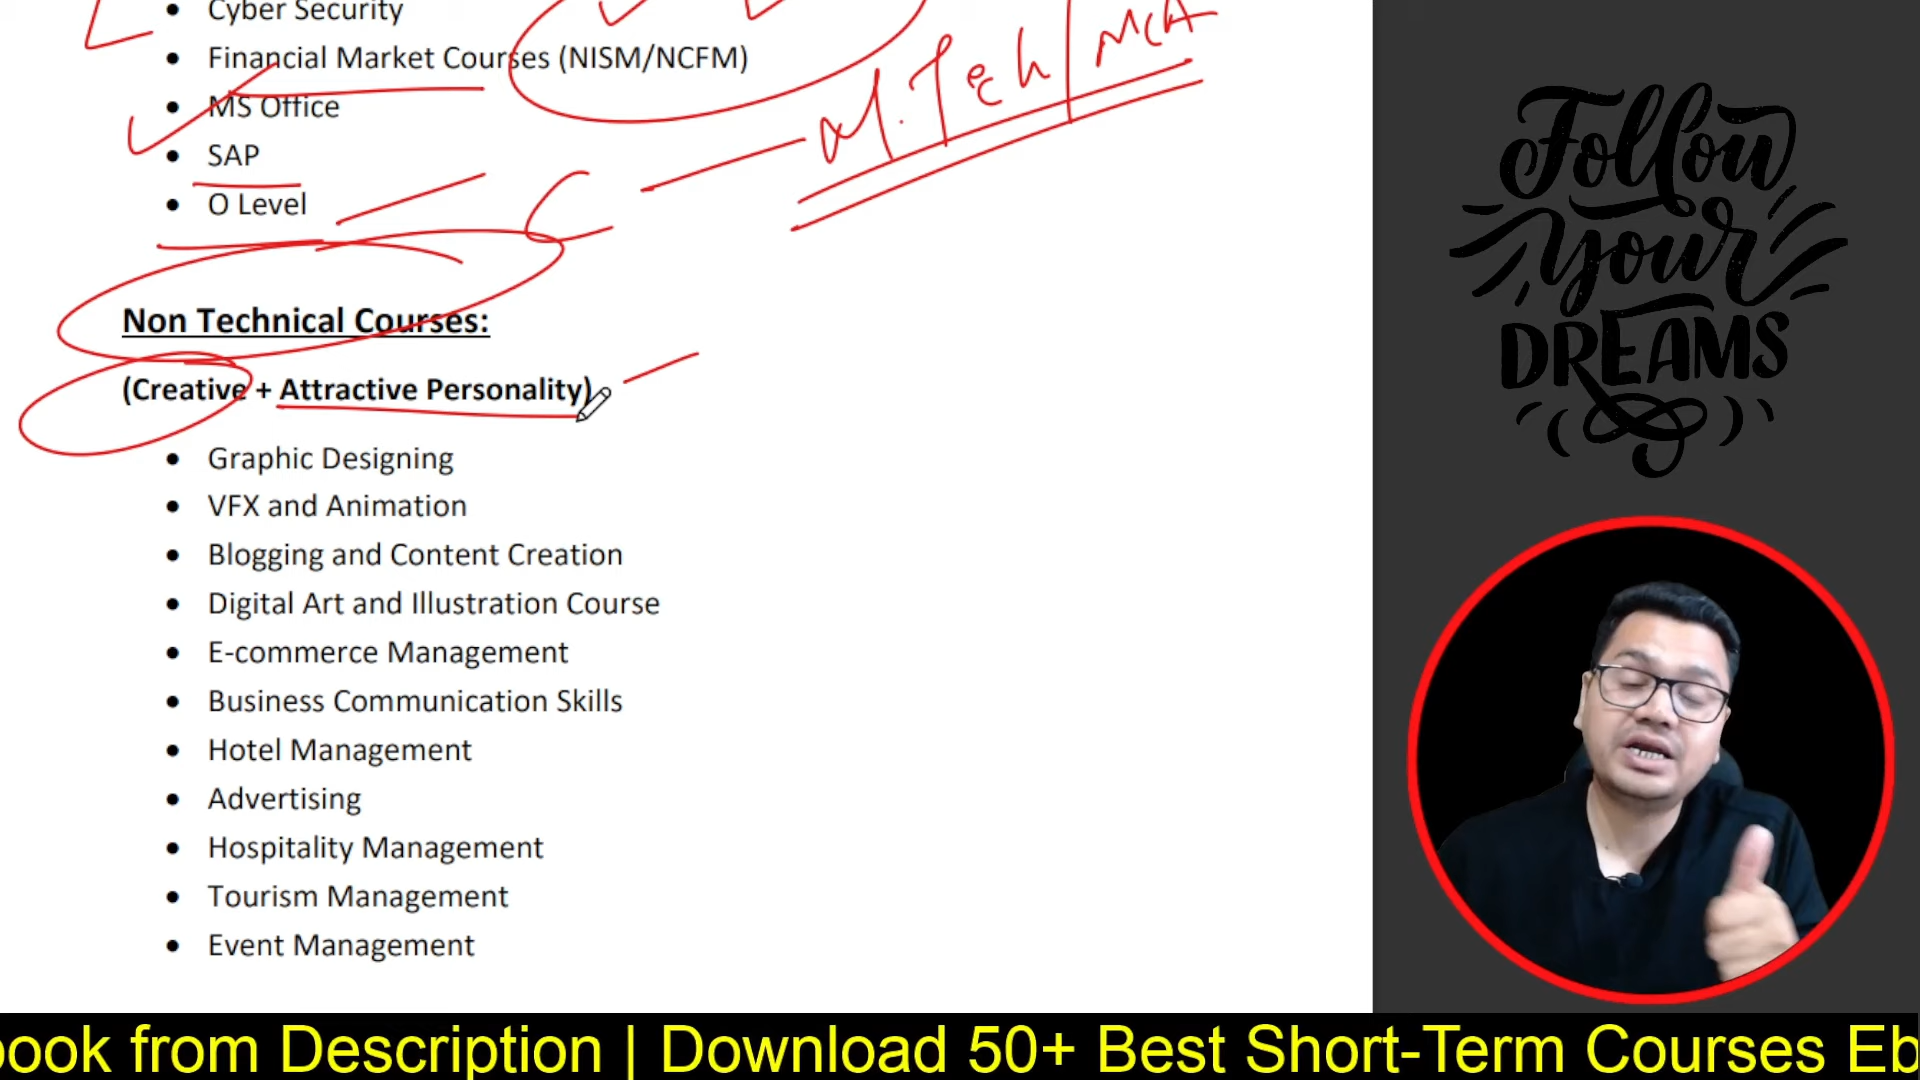 Cyber Security
Financial Market Courses (NISM/NCFM)
MS Office
SAP
O Level
M.Tech/MCA
Non Technical Courses:
(Creative + Attractive Personality)
Graphic Designing
VFX and Animation
Blogging and Content Creation
Digital Art and Illustration Course
E-commerce Management
Business Communication Skills
Hotel Management
Advertising
Hospitality Management
Tourism Management
Event Management
Follow
Your
DREAMS
book from Description | Download 50+ Best Short-Term Courses Eb